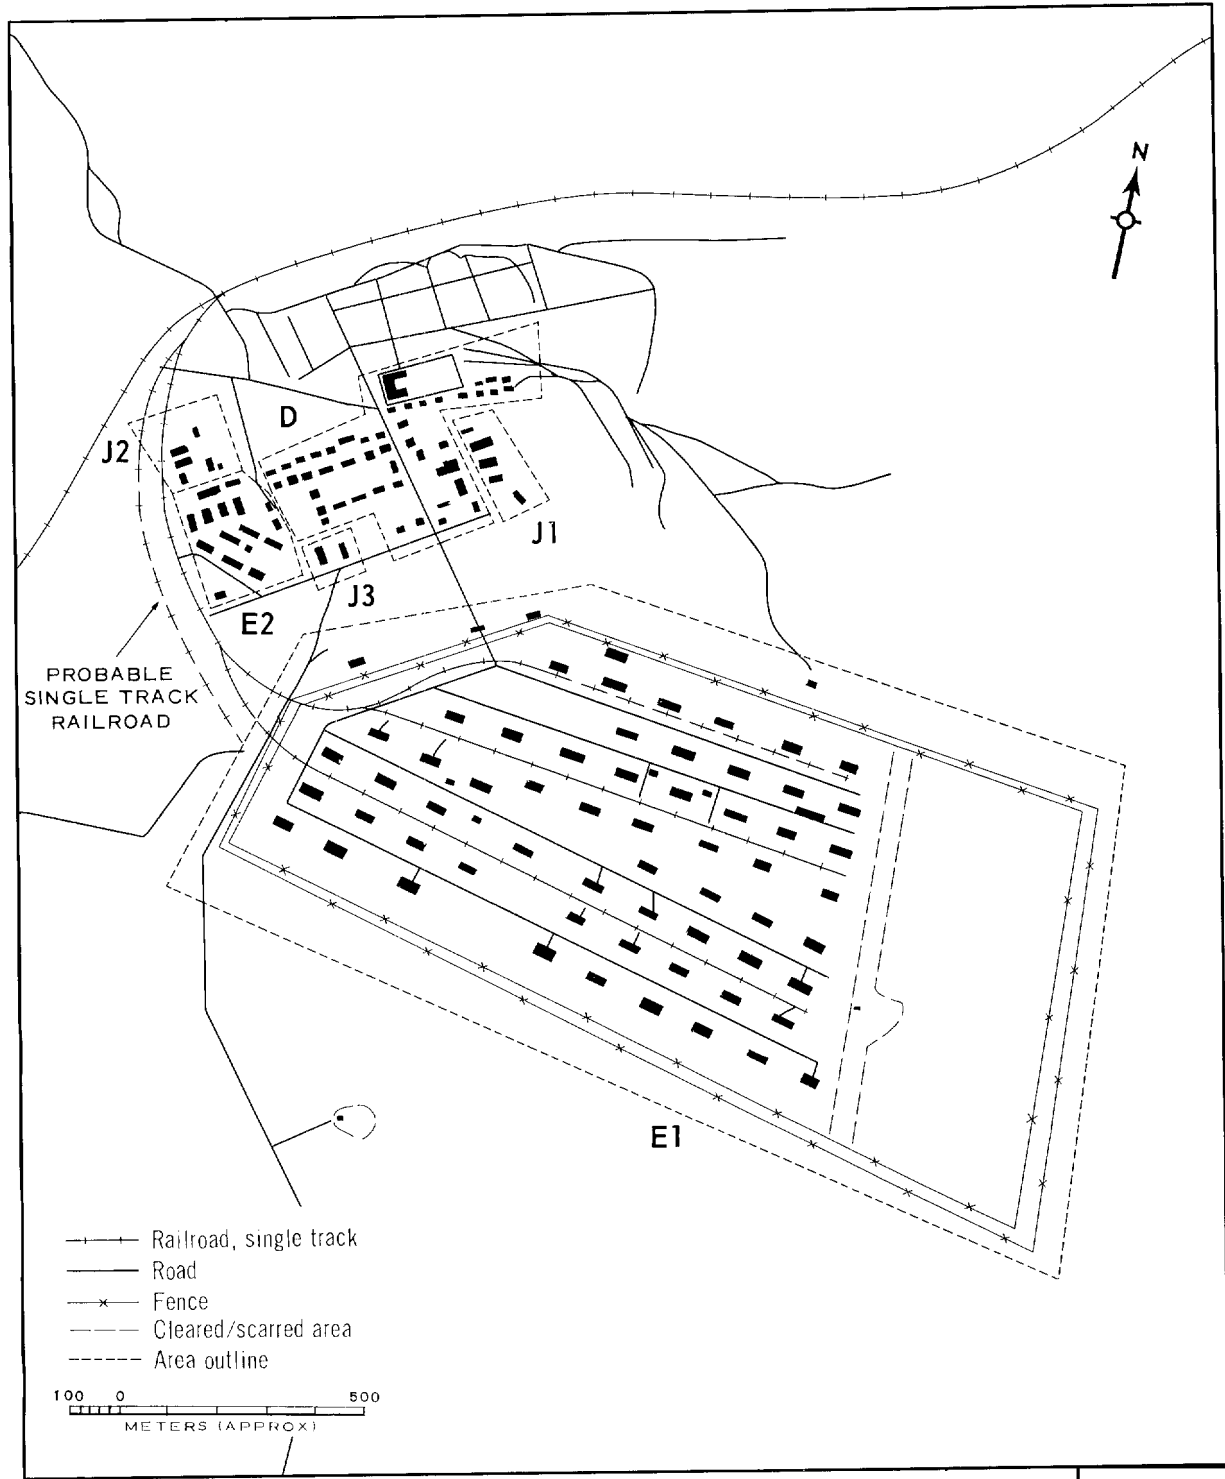 N
D
J2
J1
J3
E2
PROBABLE
SINGLE TRACK
RAILROAD
E1
Railroad, single track
Road
Fence
Cleared/scarred area
Area outline
100 0 500
METERS (APPROX)